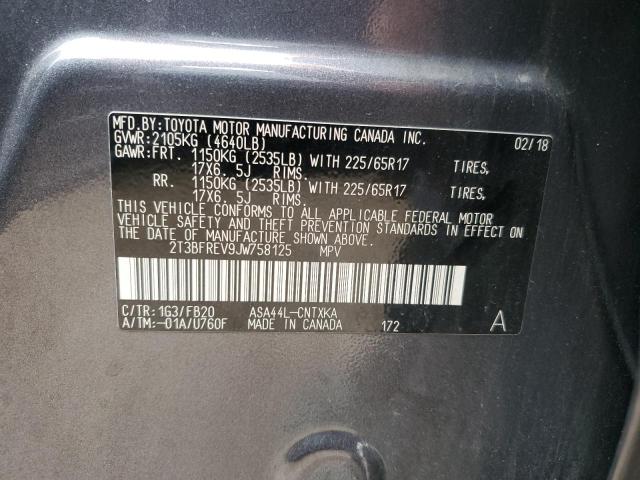 MFD.BY:TOYOTA MOTOR MANUFACTURING CANADA INC. 02/18
GVWR:2105KG (4640LB)
GAWR:FRT. 1150KG (2535LB) WITH 225/65R17 TIRES,
17X6. 5J RIMS.
RR. 1150KG (2535LB) WITH 225/65R17 TIRES,
17X6. 5J RIMS.
THIS VEHICLE CONFORMS TO ALL APPLICABLE FEDERAL MOTOR
VEHICLE SAFETY AND THEFT PREVENTION STANDARDS IN EFFECT ON
THE DATE OF MANUFACTURE SHOWN ABOVE.
2T3BFREV9JW758125 MPV
C/TR:1G3/FB20 ASA44L-CNTXKA
A/TM:-01A/U760F MADE IN CANADA 172 A